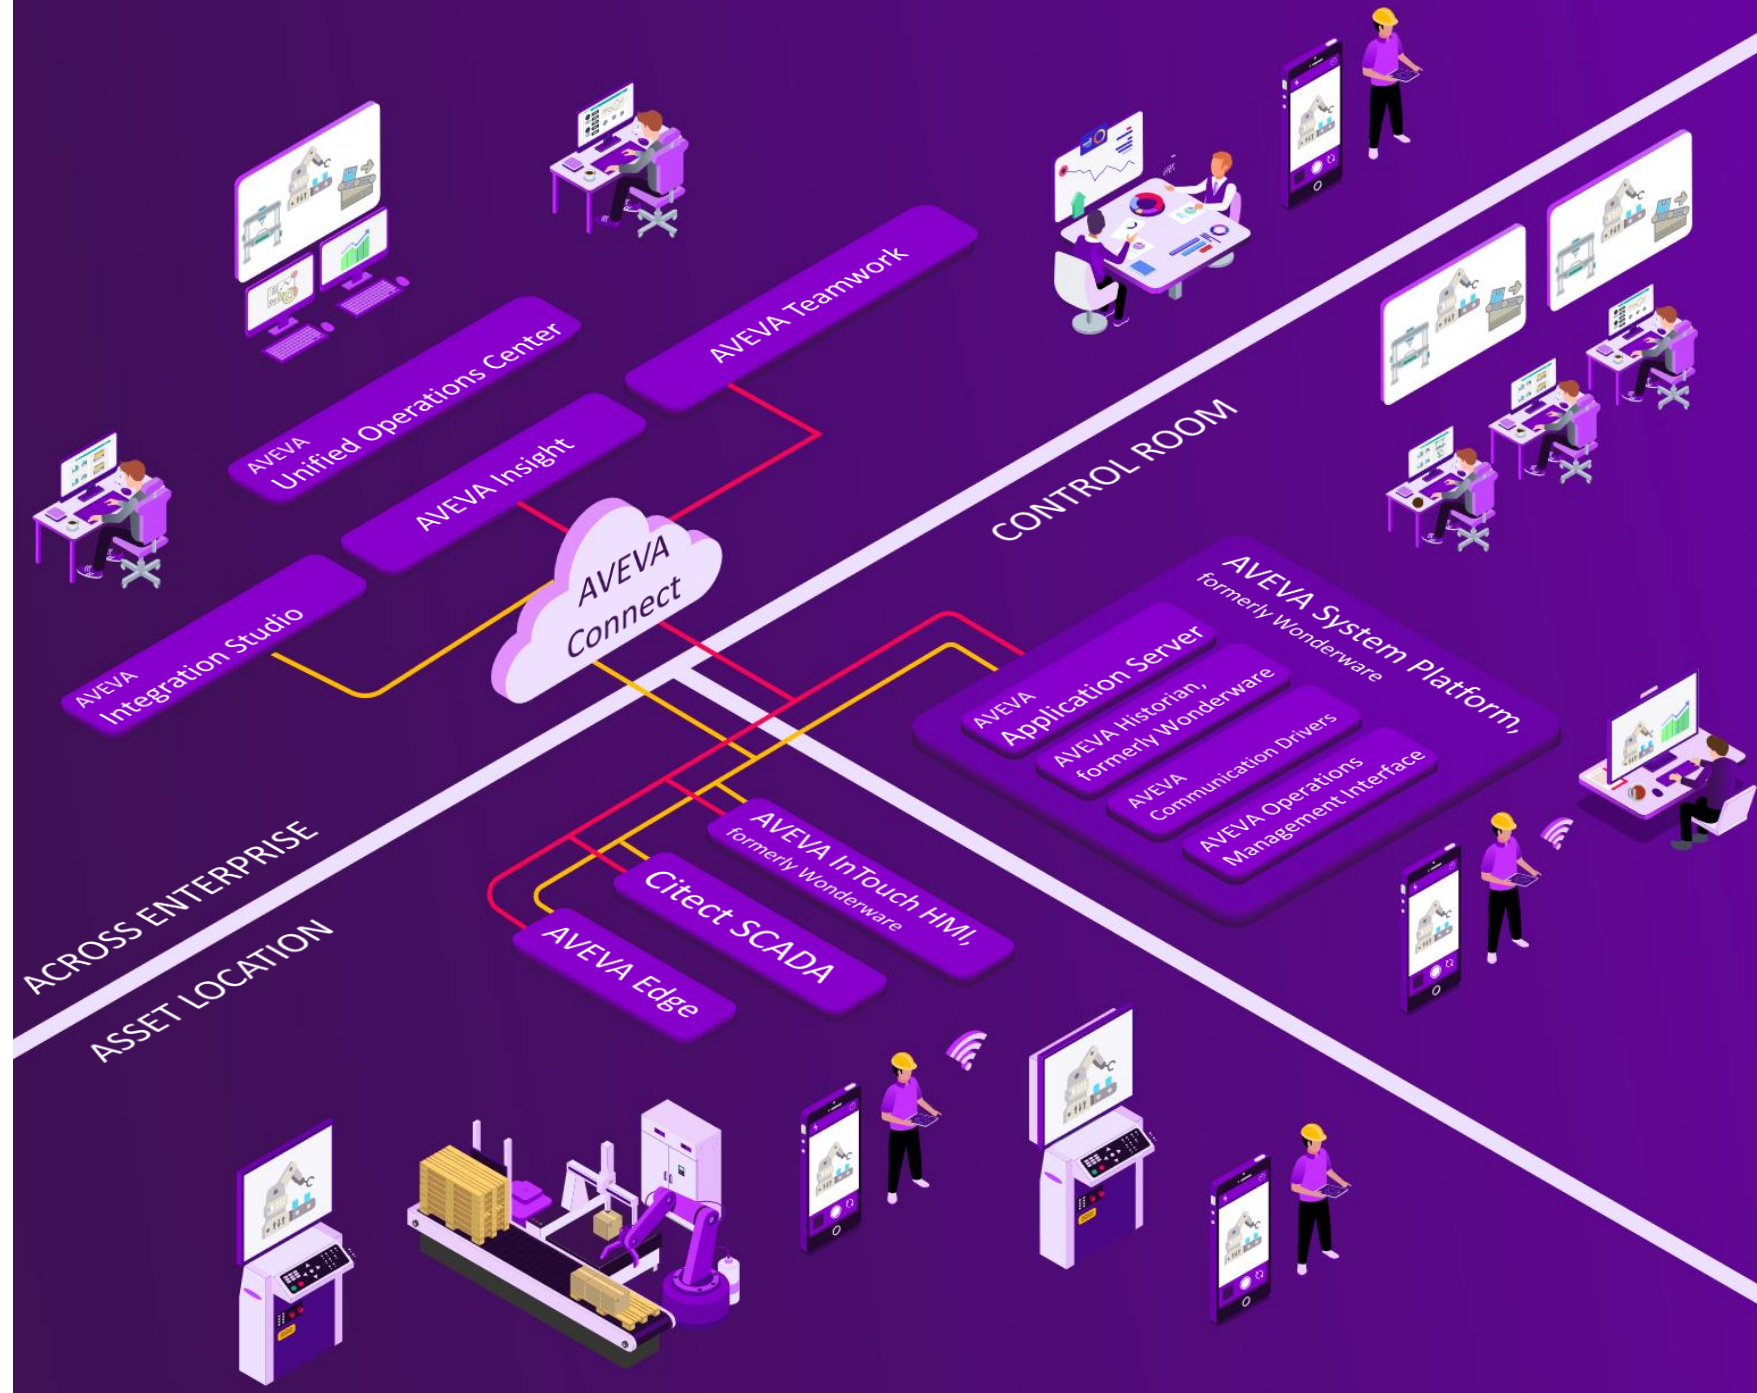 AVEVA Teamwork
AVEVA
Unified Operations Center
AVEVA Insight
AVEVA
Integration Studio
AVEVA
Connect
CONTROL ROOM
AVEVA System Platform,
formerly Wonderware
AVEVA
Application Server
AVEVA Historian,
formerly Wonderware
AVEVA
Communication Drivers
AVEVA Operations
Management Interface
ACROSS ENTERPRISE
ASSET LOCATION
AVEVA InTouch HMI,
formerly Wonderware
Citect SCADA
AVEVA Edge